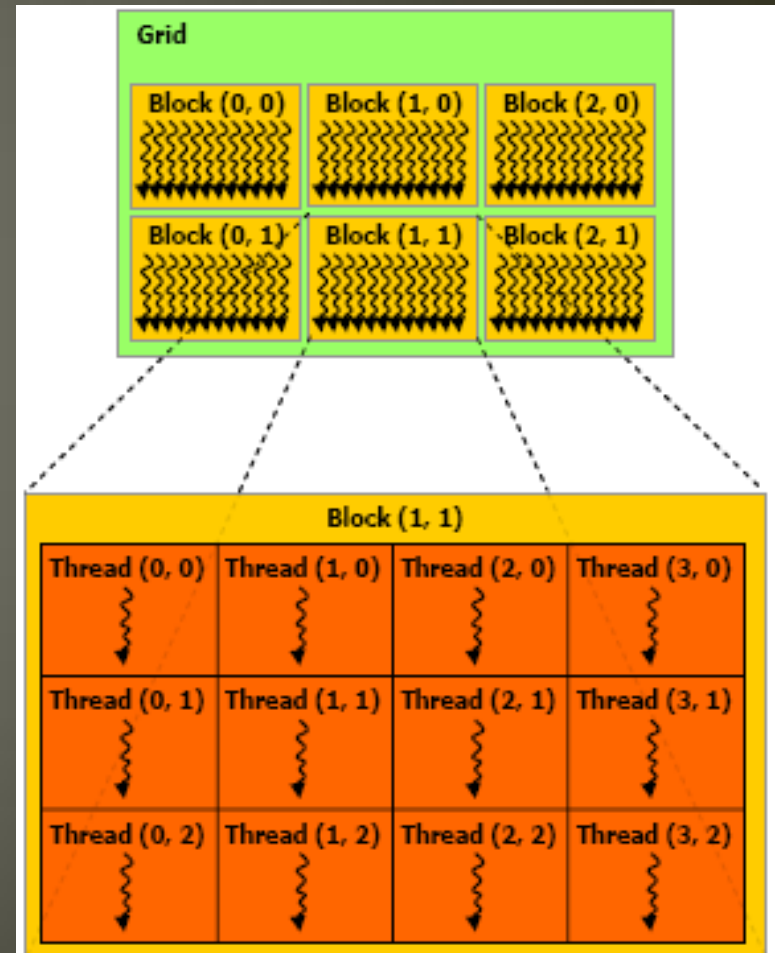 Grid
Block (0, 0) Block (1, 0) Block (2, 0)
Block (0, 1) Block (1, 1) Block (2, 1)
Block (1, 1)
Thread (0, 0) Thread (1, 0) Thread (2, 0) Thread (3, 0)
Thread (0, 1) Thread (1, 1) Thread (2, 1) Thread (3, 1)
Thread (0, 2) Thread (1, 2) Thread (2, 2) Thread (3, 2)